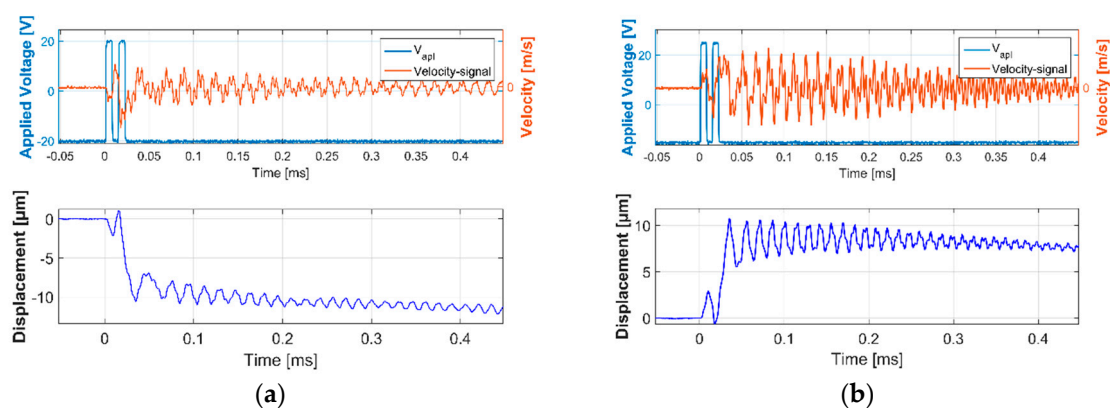 Applied Voltage [V]
20
0
-20
V_apl
Velocity-signal
0
Velocity [m/s]
-0.05 0 0.05 0.1 0.15 0.2 0.25 0.3 0.35 0.4
Time [ms]
Displacement [μm]
0
-5
-10
0 0.1 0.2 0.3 0.4
Time [ms]
(a)
Applied Voltage [V]
20
0
V_apl
Velocity-signal
0
Velocity [m/s]
-0.05 0 0.05 0.1 0.15 0.2 0.25 0.3 0.35 0.4
Time [ms]
Displacement [μm]
10
5
0
0 0.1 0.2 0.3 0.4
Time [ms]
(b)